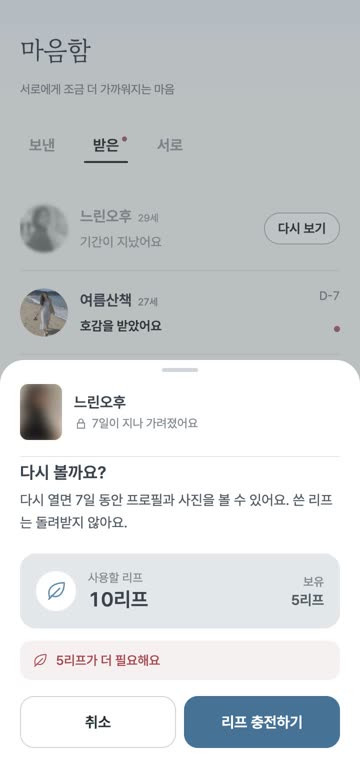 마음함
서로에게 조금 더 가까워지는 마음
보낸 받은 서로
느린오후 29세
기간이 지났어요
다시 보기
여름산책 27세
호감을 받았어요
D-7
느린오후
7일이 지나 가려졌어요
다시 볼까요?
다시 열면 7일 동안 프로필과 사진을 볼 수 있어요. 쓴 리프
는 돌려받지 않아요.
사용할 리프
10리프
보유
5리프
5리프가 더 필요해요
취소
리프 충전하기